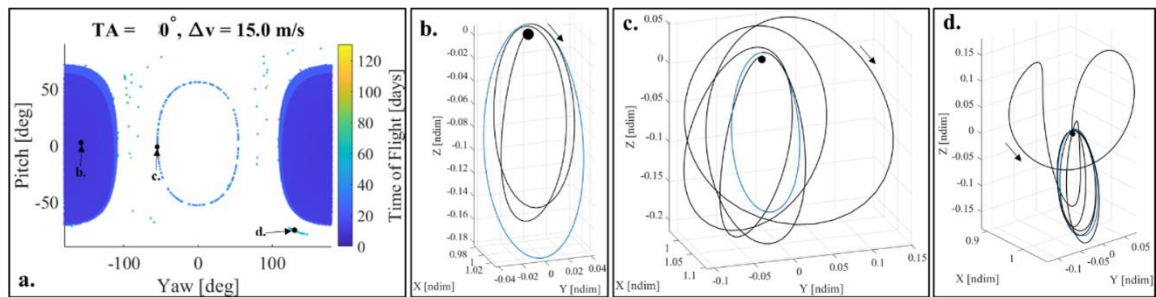 TA = 0°, Δv = 15.0 m/s
Pitch [deg]
50
0
-50
b.
c.
d.
a.
-100
0
100
Yaw [deg]
120
100
80
60
40
20
0
Time of Flight [days]
b.
Z [ndim]
0
-0.02
-0.04
-0.06
-0.08
-0.1
-0.12
-0.14
-0.16
-0.18
1.02
0.98
X [ndim]
-0.04
-0.02
0
0.02
0.04
Y [ndim]
c.
Z [ndim]
0.05
0
-0.05
-0.1
-0.15
-0.2
1
1.1
X [ndim]
-0.1
-0.05
0
0.05
0.1
0.15
Y [ndim]
d.
Z [ndim]
0.15
0.1
0.05
0
-0.05
-0.1
-0.15
0.9
1
X [ndim]
-0.1
-0.05
0
0.05
Y [ndim]